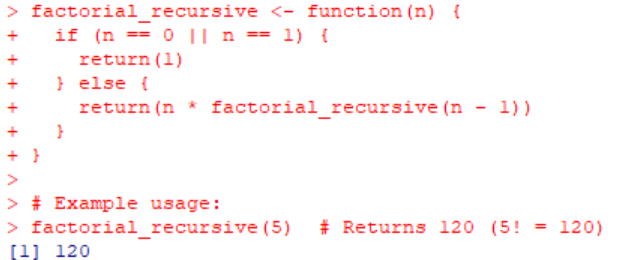 > factorial_recursive <- function(n) {
+   if (n == 0 || n == 1) {
+     return(1)
+   } else {
+     return(n * factorial_recursive(n - 1))
+   }
+ }
>
> # Example usage:
> factorial_recursive(5)  # Returns 120 (5! = 120)
[1] 120